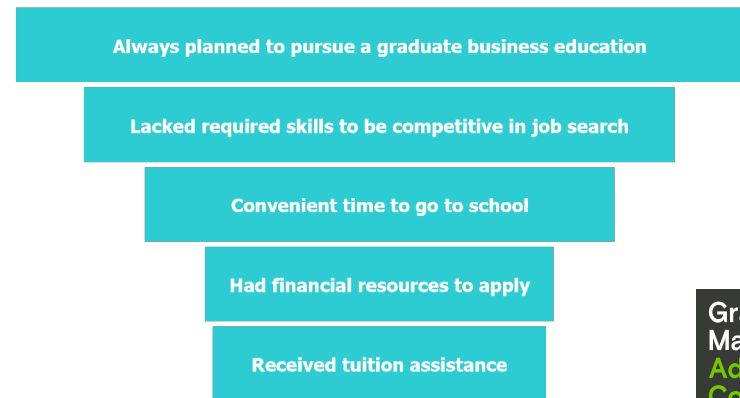 Always planned to pursue a graduate business education
Lacked required skills to be competitive in job search
Convenient time to go to school
Had financial resources to apply
Received tuition assistance